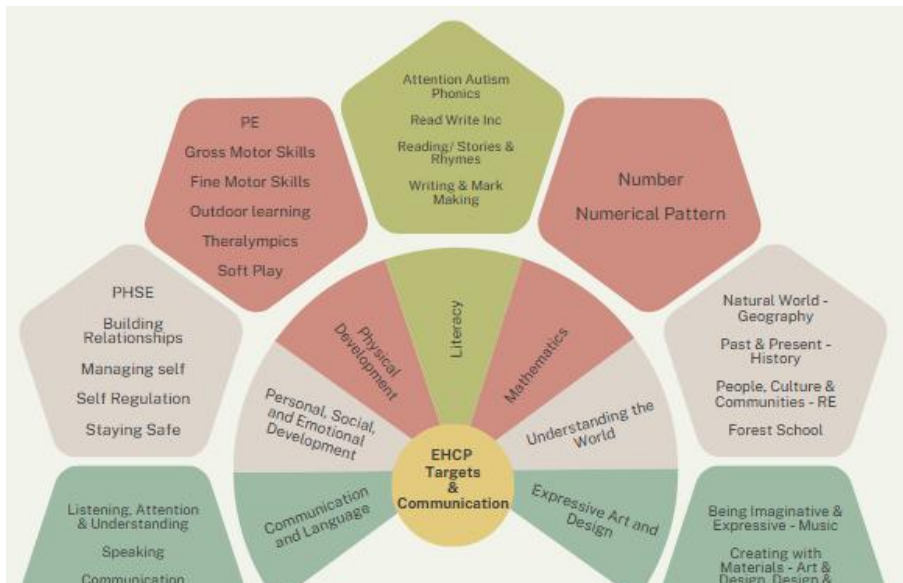 Attention Autism
Phonics
Read Write Inc
Reading/ Stories &
Rhymes
Writing & Mark
Making
PE
Gross Motor Skills
Fine Motor Skills
Outdoor learning
Theralympics
Soft Play
Number
Numerical Pattern
PHSE
Building
Relationships
Managing self
Self Regulation
Staying Safe
Natural World -
Geography
Past & Present -
History
People, Culture &
Communities - RE
Forest School
Listening, Attention
& Understanding
Speaking
Communication
Being Imaginative &
Expressive - Music
Creating with
Materials - Art &
Design, Design &
Communication
and Language
Personal, Social,
and Emotional
Development
Physical
Development
Literacy
Mathematics
Understanding the
World
Expressive Art and
Design
EHCP
Targets
&
Communication